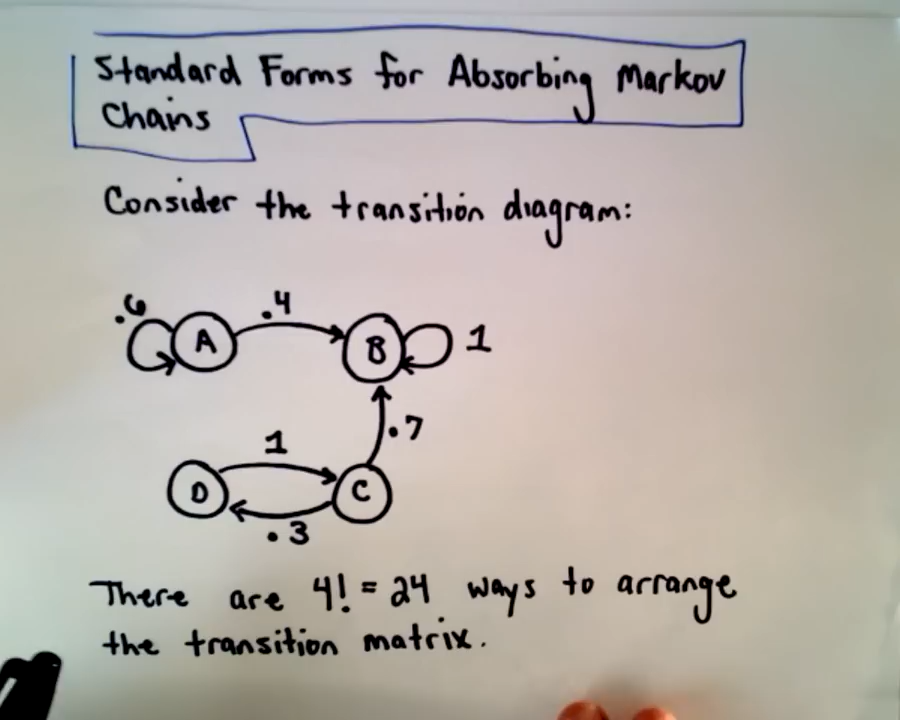 Standard Forms for Absorbing Markov
Chains
Consider the transition diagram:
.6 A .4 B 1
.7
1
D C
.3
There are 4! = 24 ways to arrange
the transition matrix.